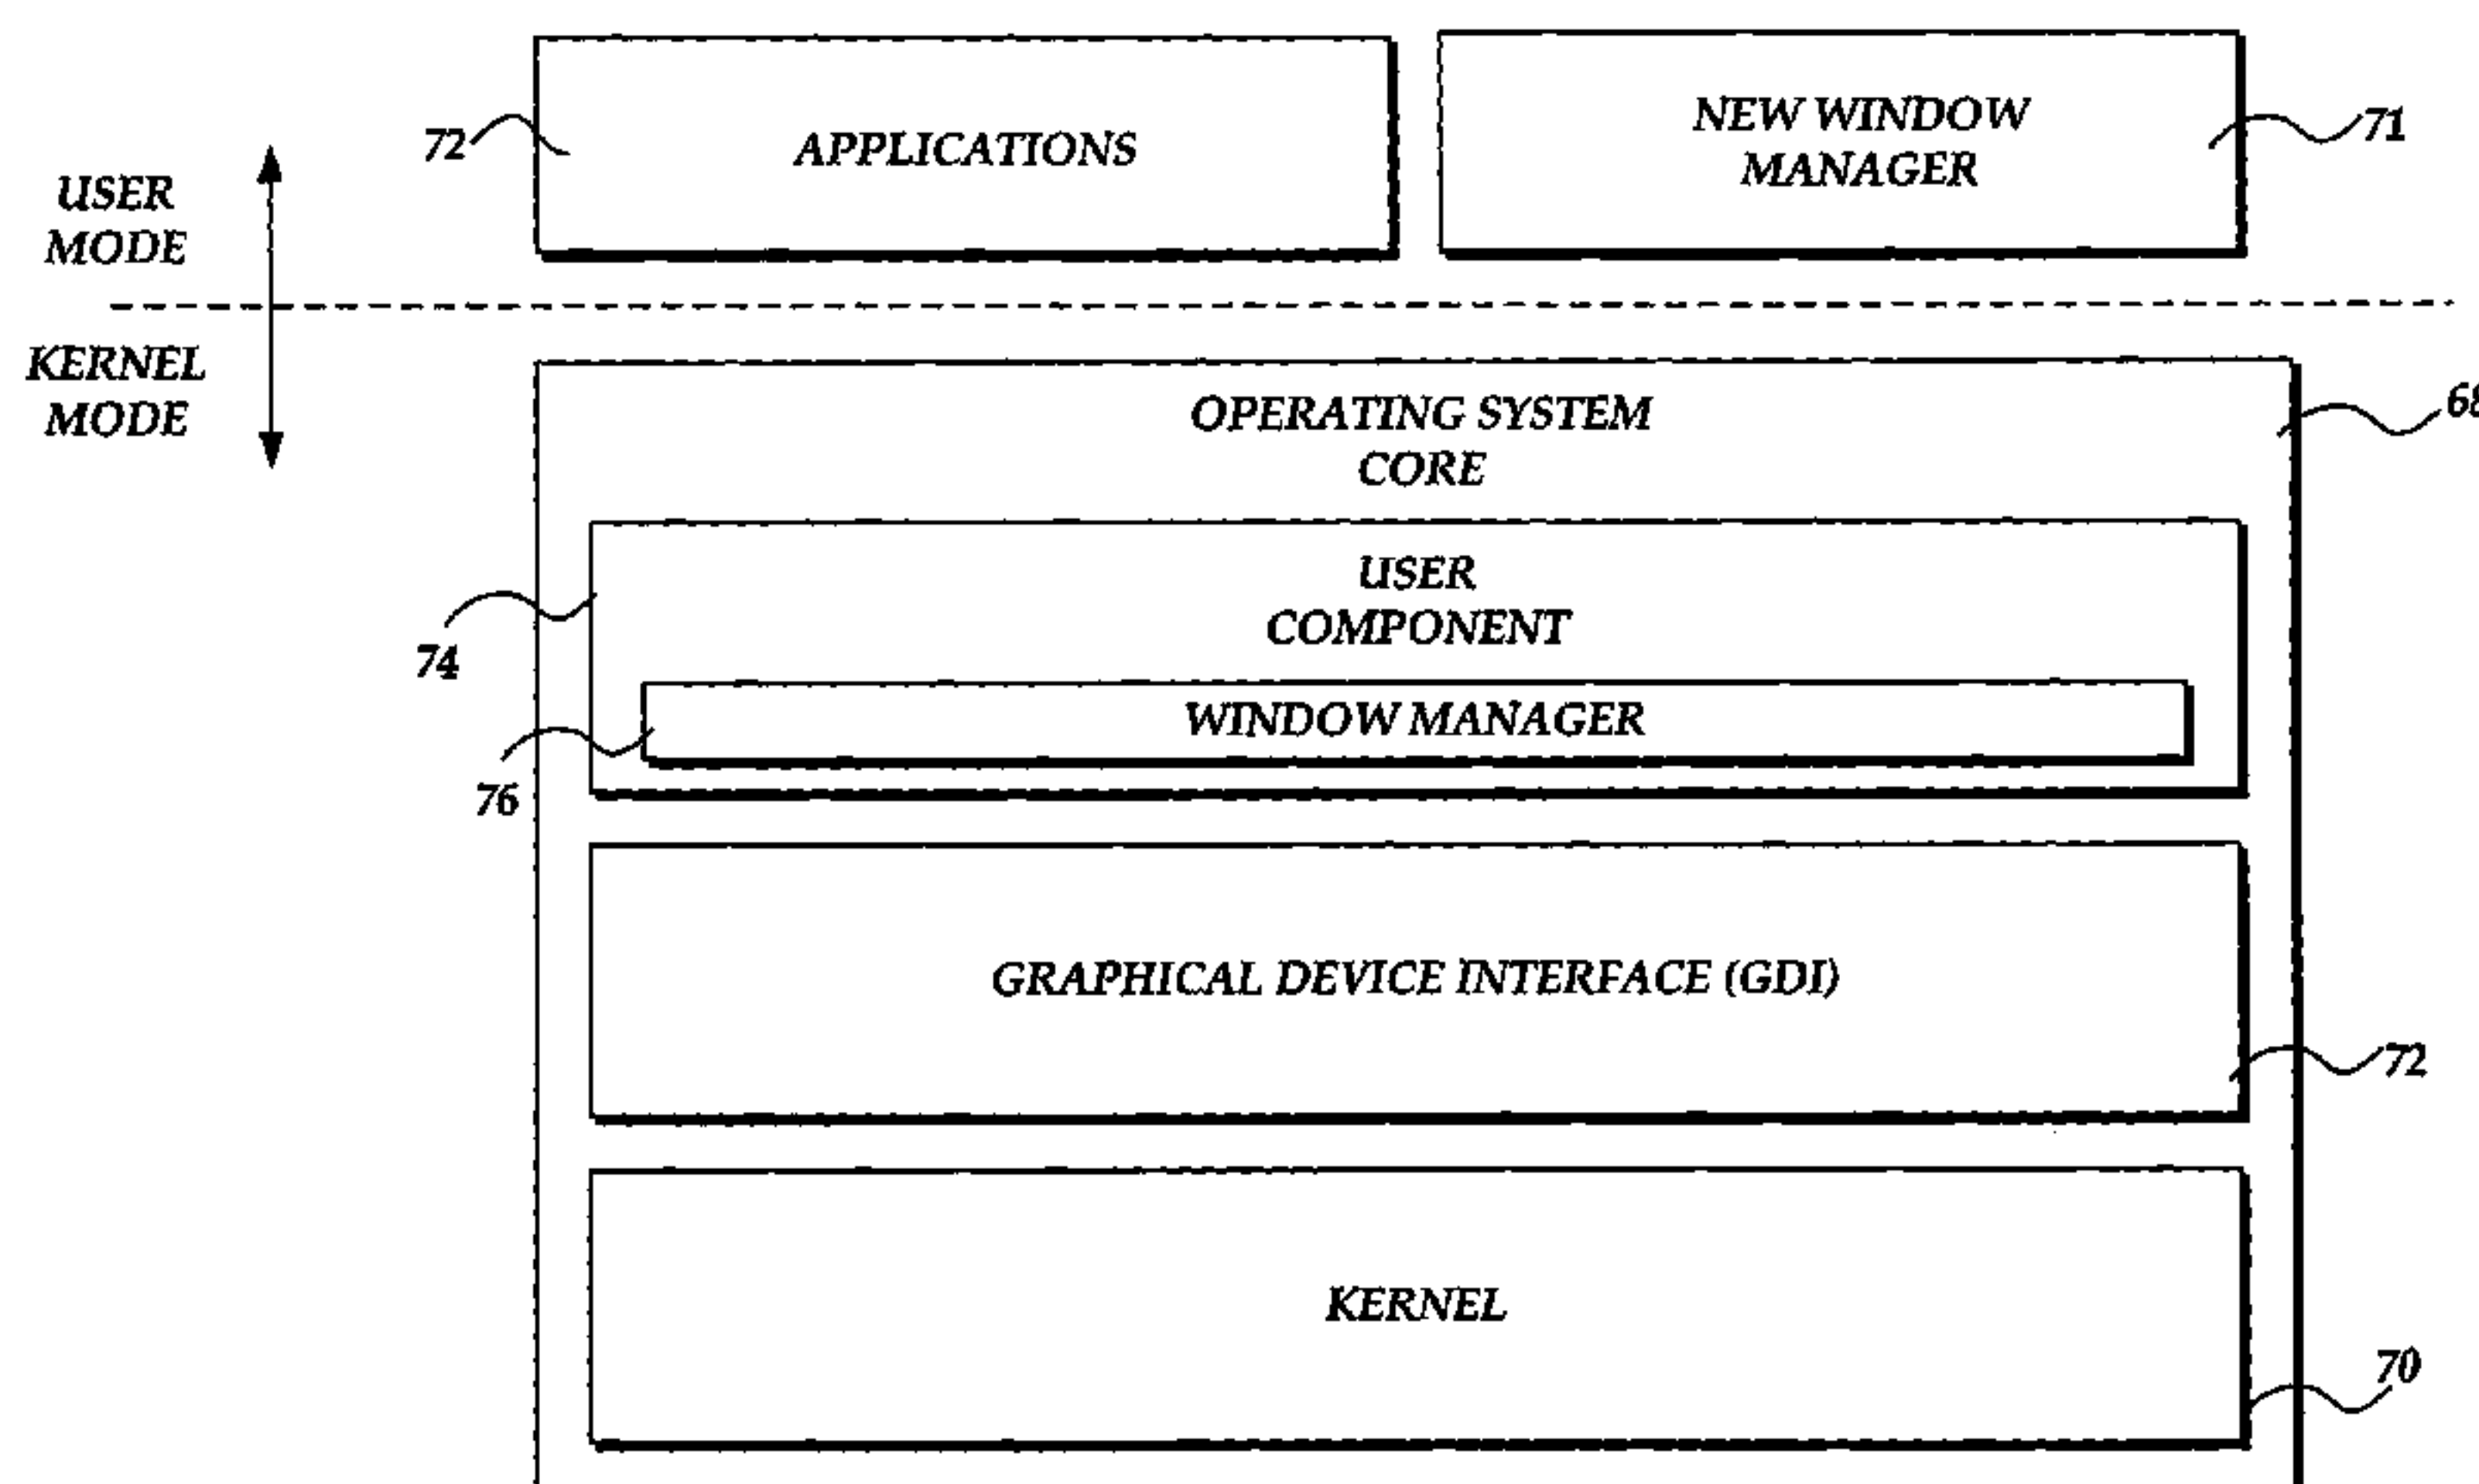 72
APPLICATIONS
NEW WINDOW
MANAGER
71
USER
MODE
KERNEL
MODE
OPERATING SYSTEM
CORE
68
USER
COMPONENT
74
WINDOW MANAGER
76
GRAPHICAL DEVICE INTERFACE (GDI)
72
KERNEL
70